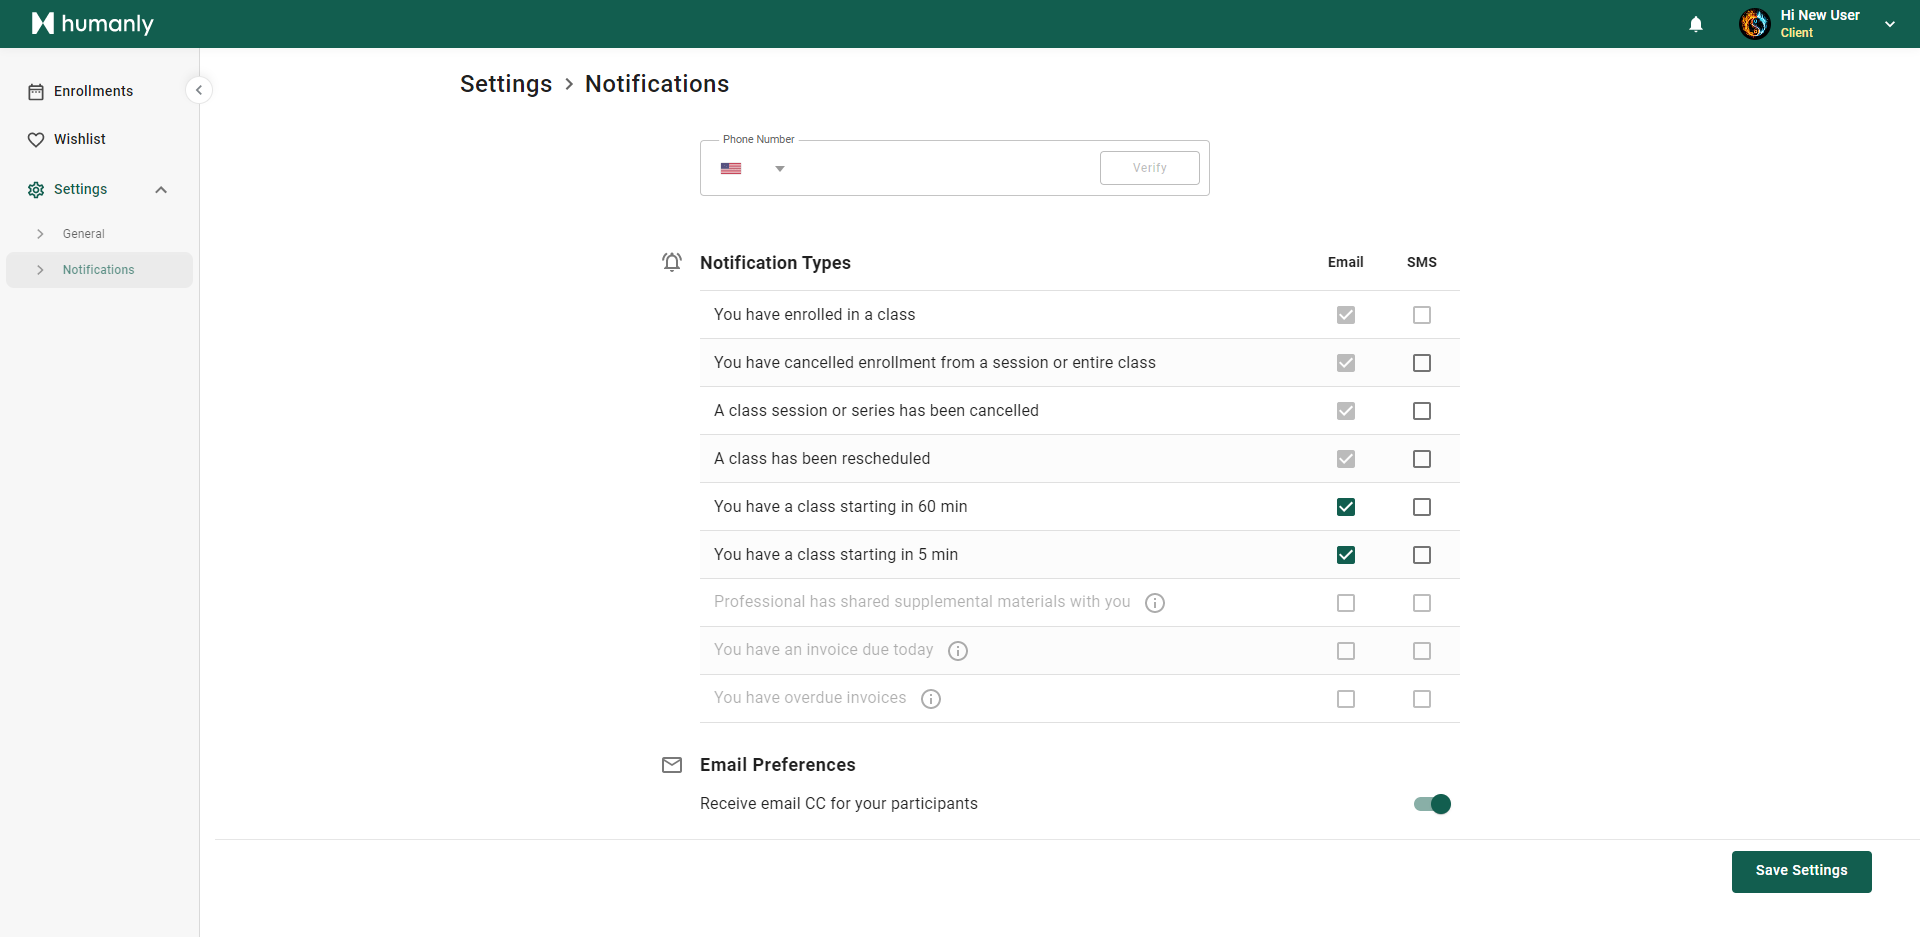 humanly
Hi New User
Client
Enrollments
Wishlist
Settings
General
Notifications
Settings > Notifications
Phone Number
Verify
Notification Types Email SMS
You have enrolled in a class
You have cancelled enrollment from a session or entire class
A class session or series has been cancelled
A class has been rescheduled
You have a class starting in 60 min
You have a class starting in 5 min
Professional has shared supplemental materials with you
You have an invoice due today
You have overdue invoices
Email Preferences
Receive email CC for your participants
Save Settings